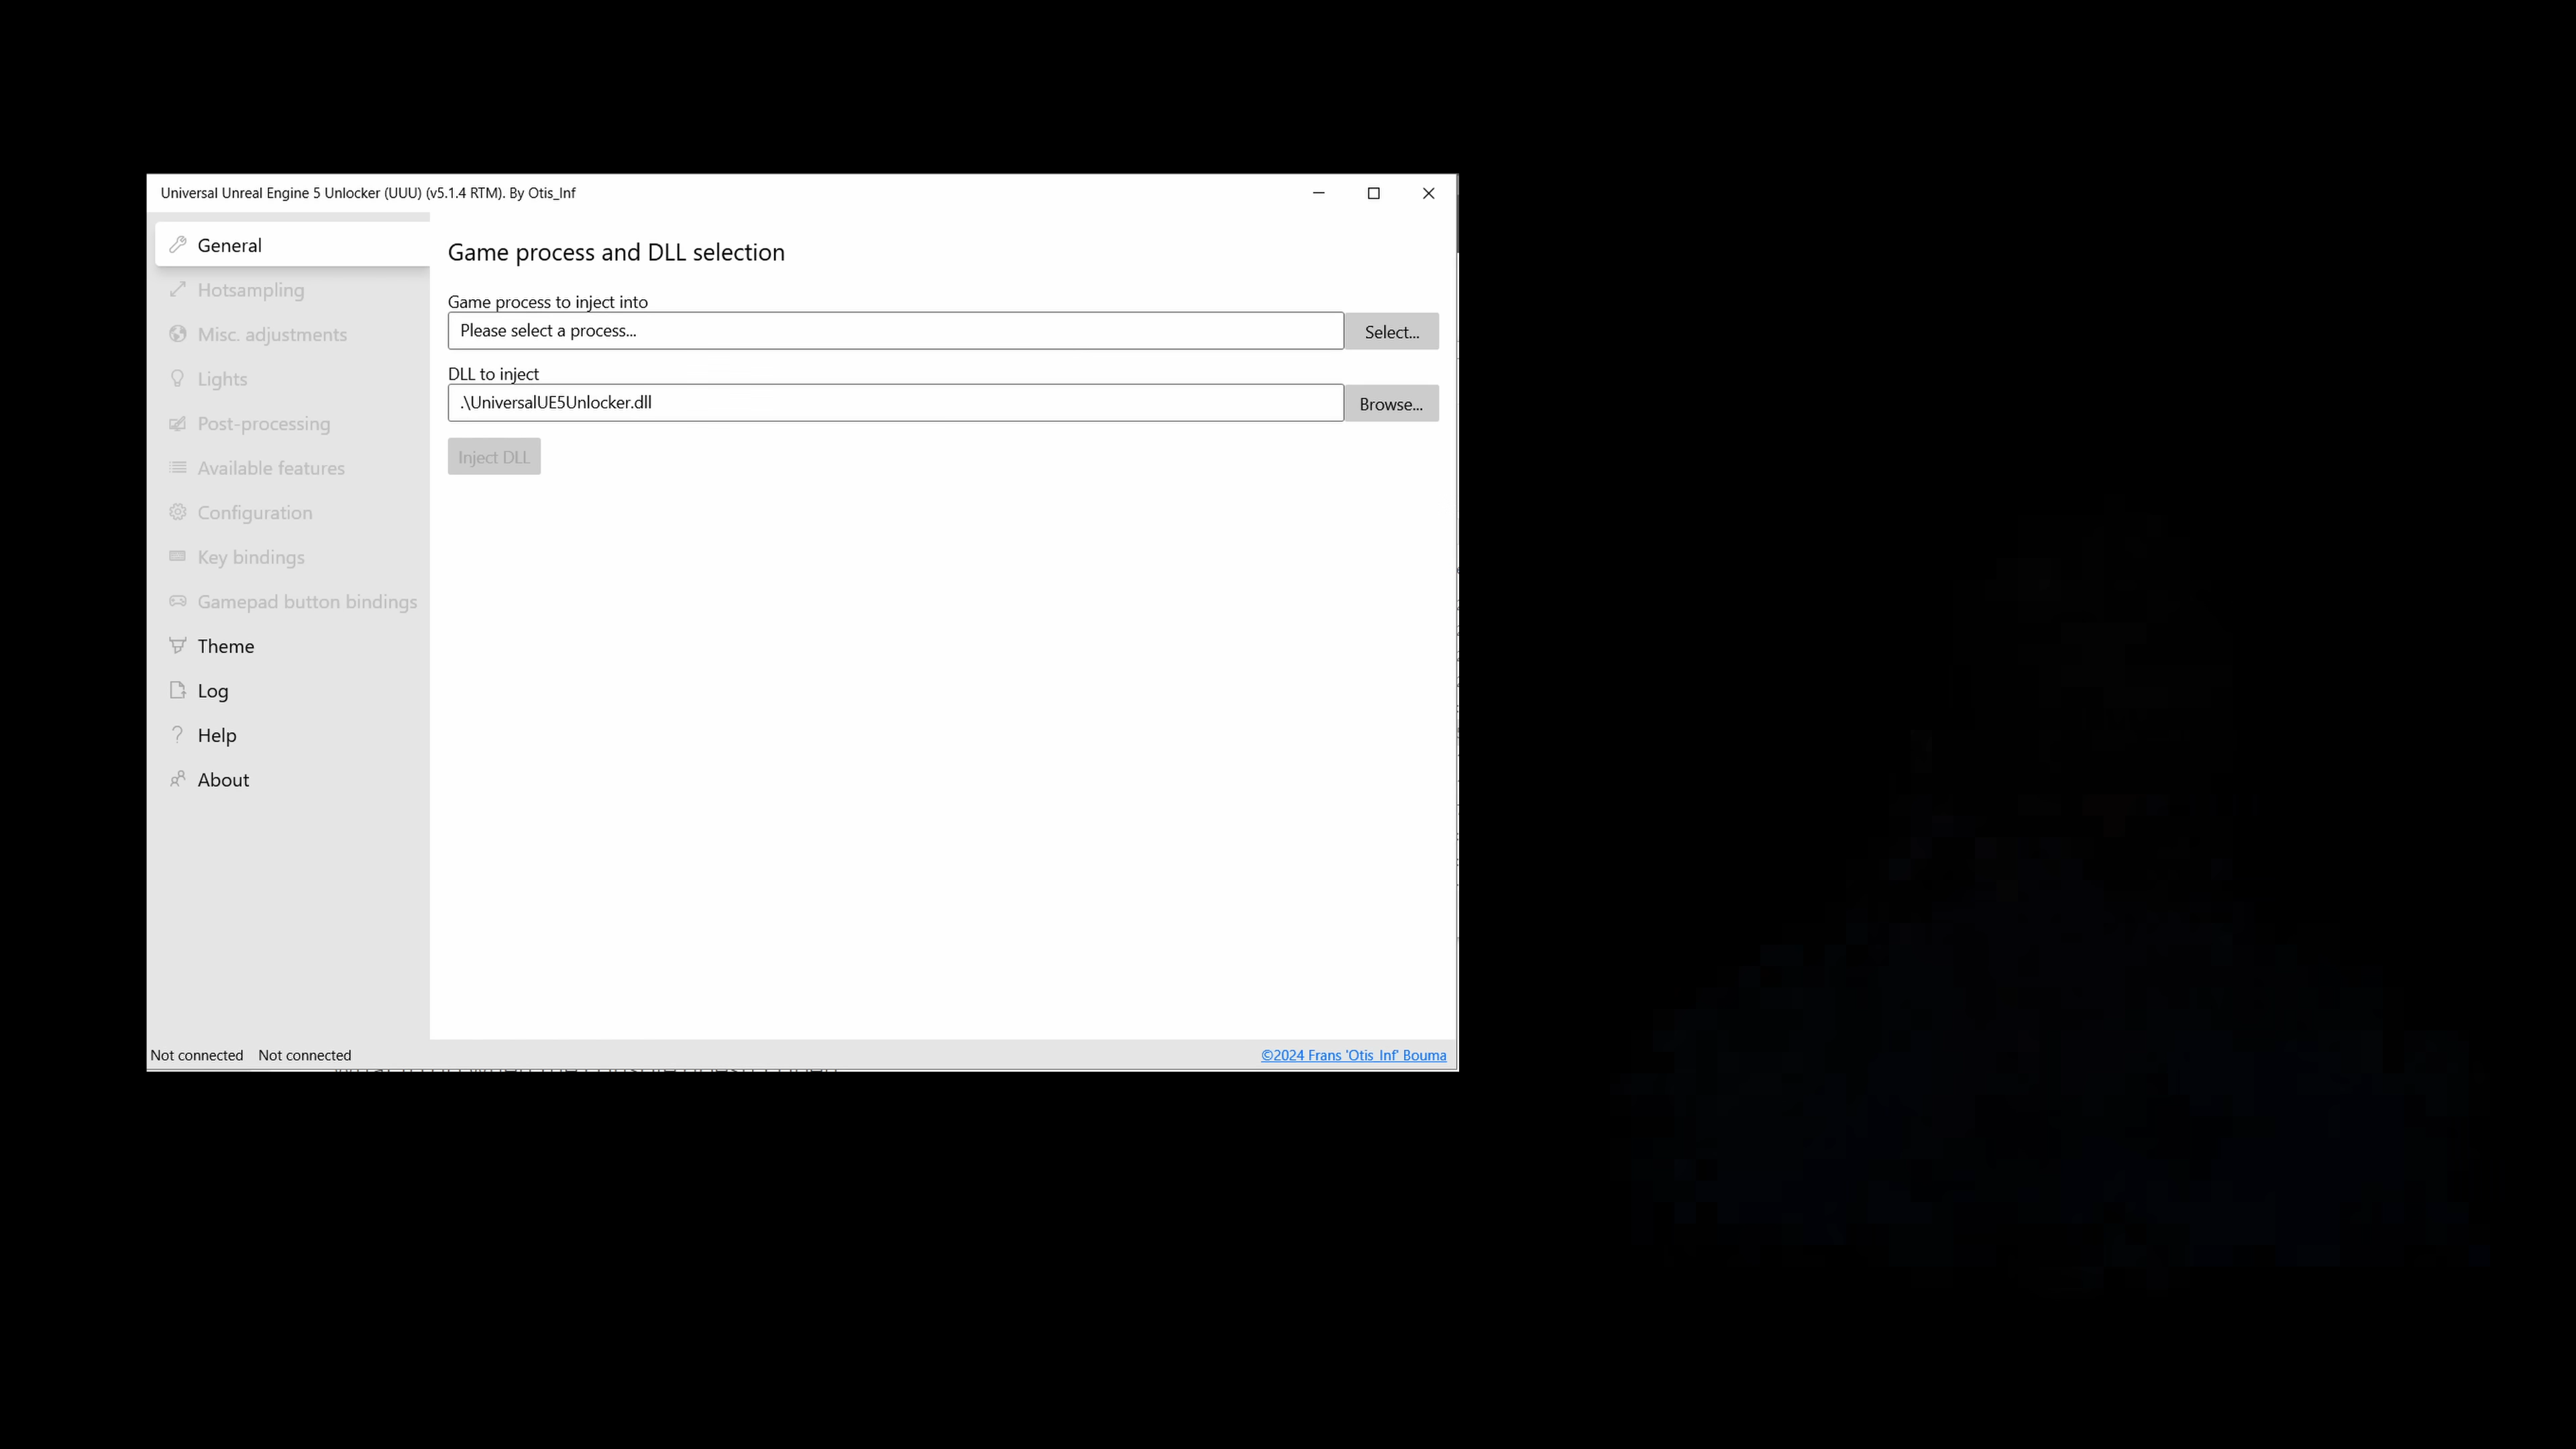 Universal Unreal Engine 5 Unlocker (UUU) (v5.1.4 RTM). By Otis_Inf
General
Hotsampling
Misc. adjustments
Lights
Post-processing
Available features
Configuration
Key bindings
Gamepad button bindings
Theme
Log
Help
About
Game process and DLL selection
Game process to inject into
Please select a process...
Select...
DLL to inject
.\UniversalUE5Unlocker.dll
Browse...
Inject DLL
Not connected Not connected
©2024 Frans 'Otis_Inf' Bouma